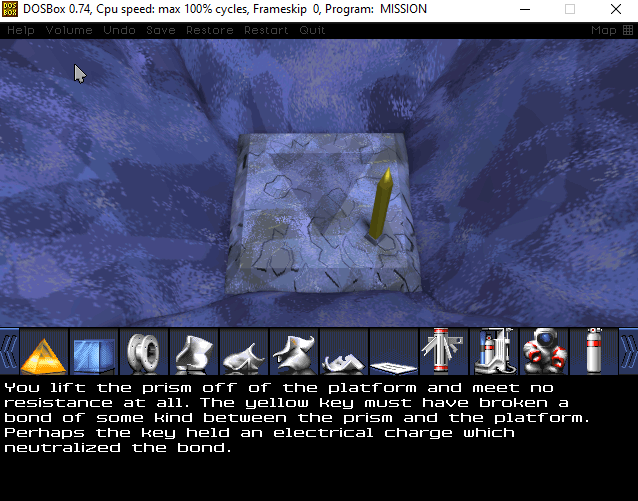 DOSBox 0.74, Cpu speed: max 100% cycles, Frameskip 0, Program: MISSION
Help Volume Undo Save Restore Restart Quit Map
You lift the prism off of the platform and meet no
resistance at all. The yellow key must have broken a
bond of some kind between the prism and the platform.
Perhaps the key held an electrical charge which
neutralized the bond.